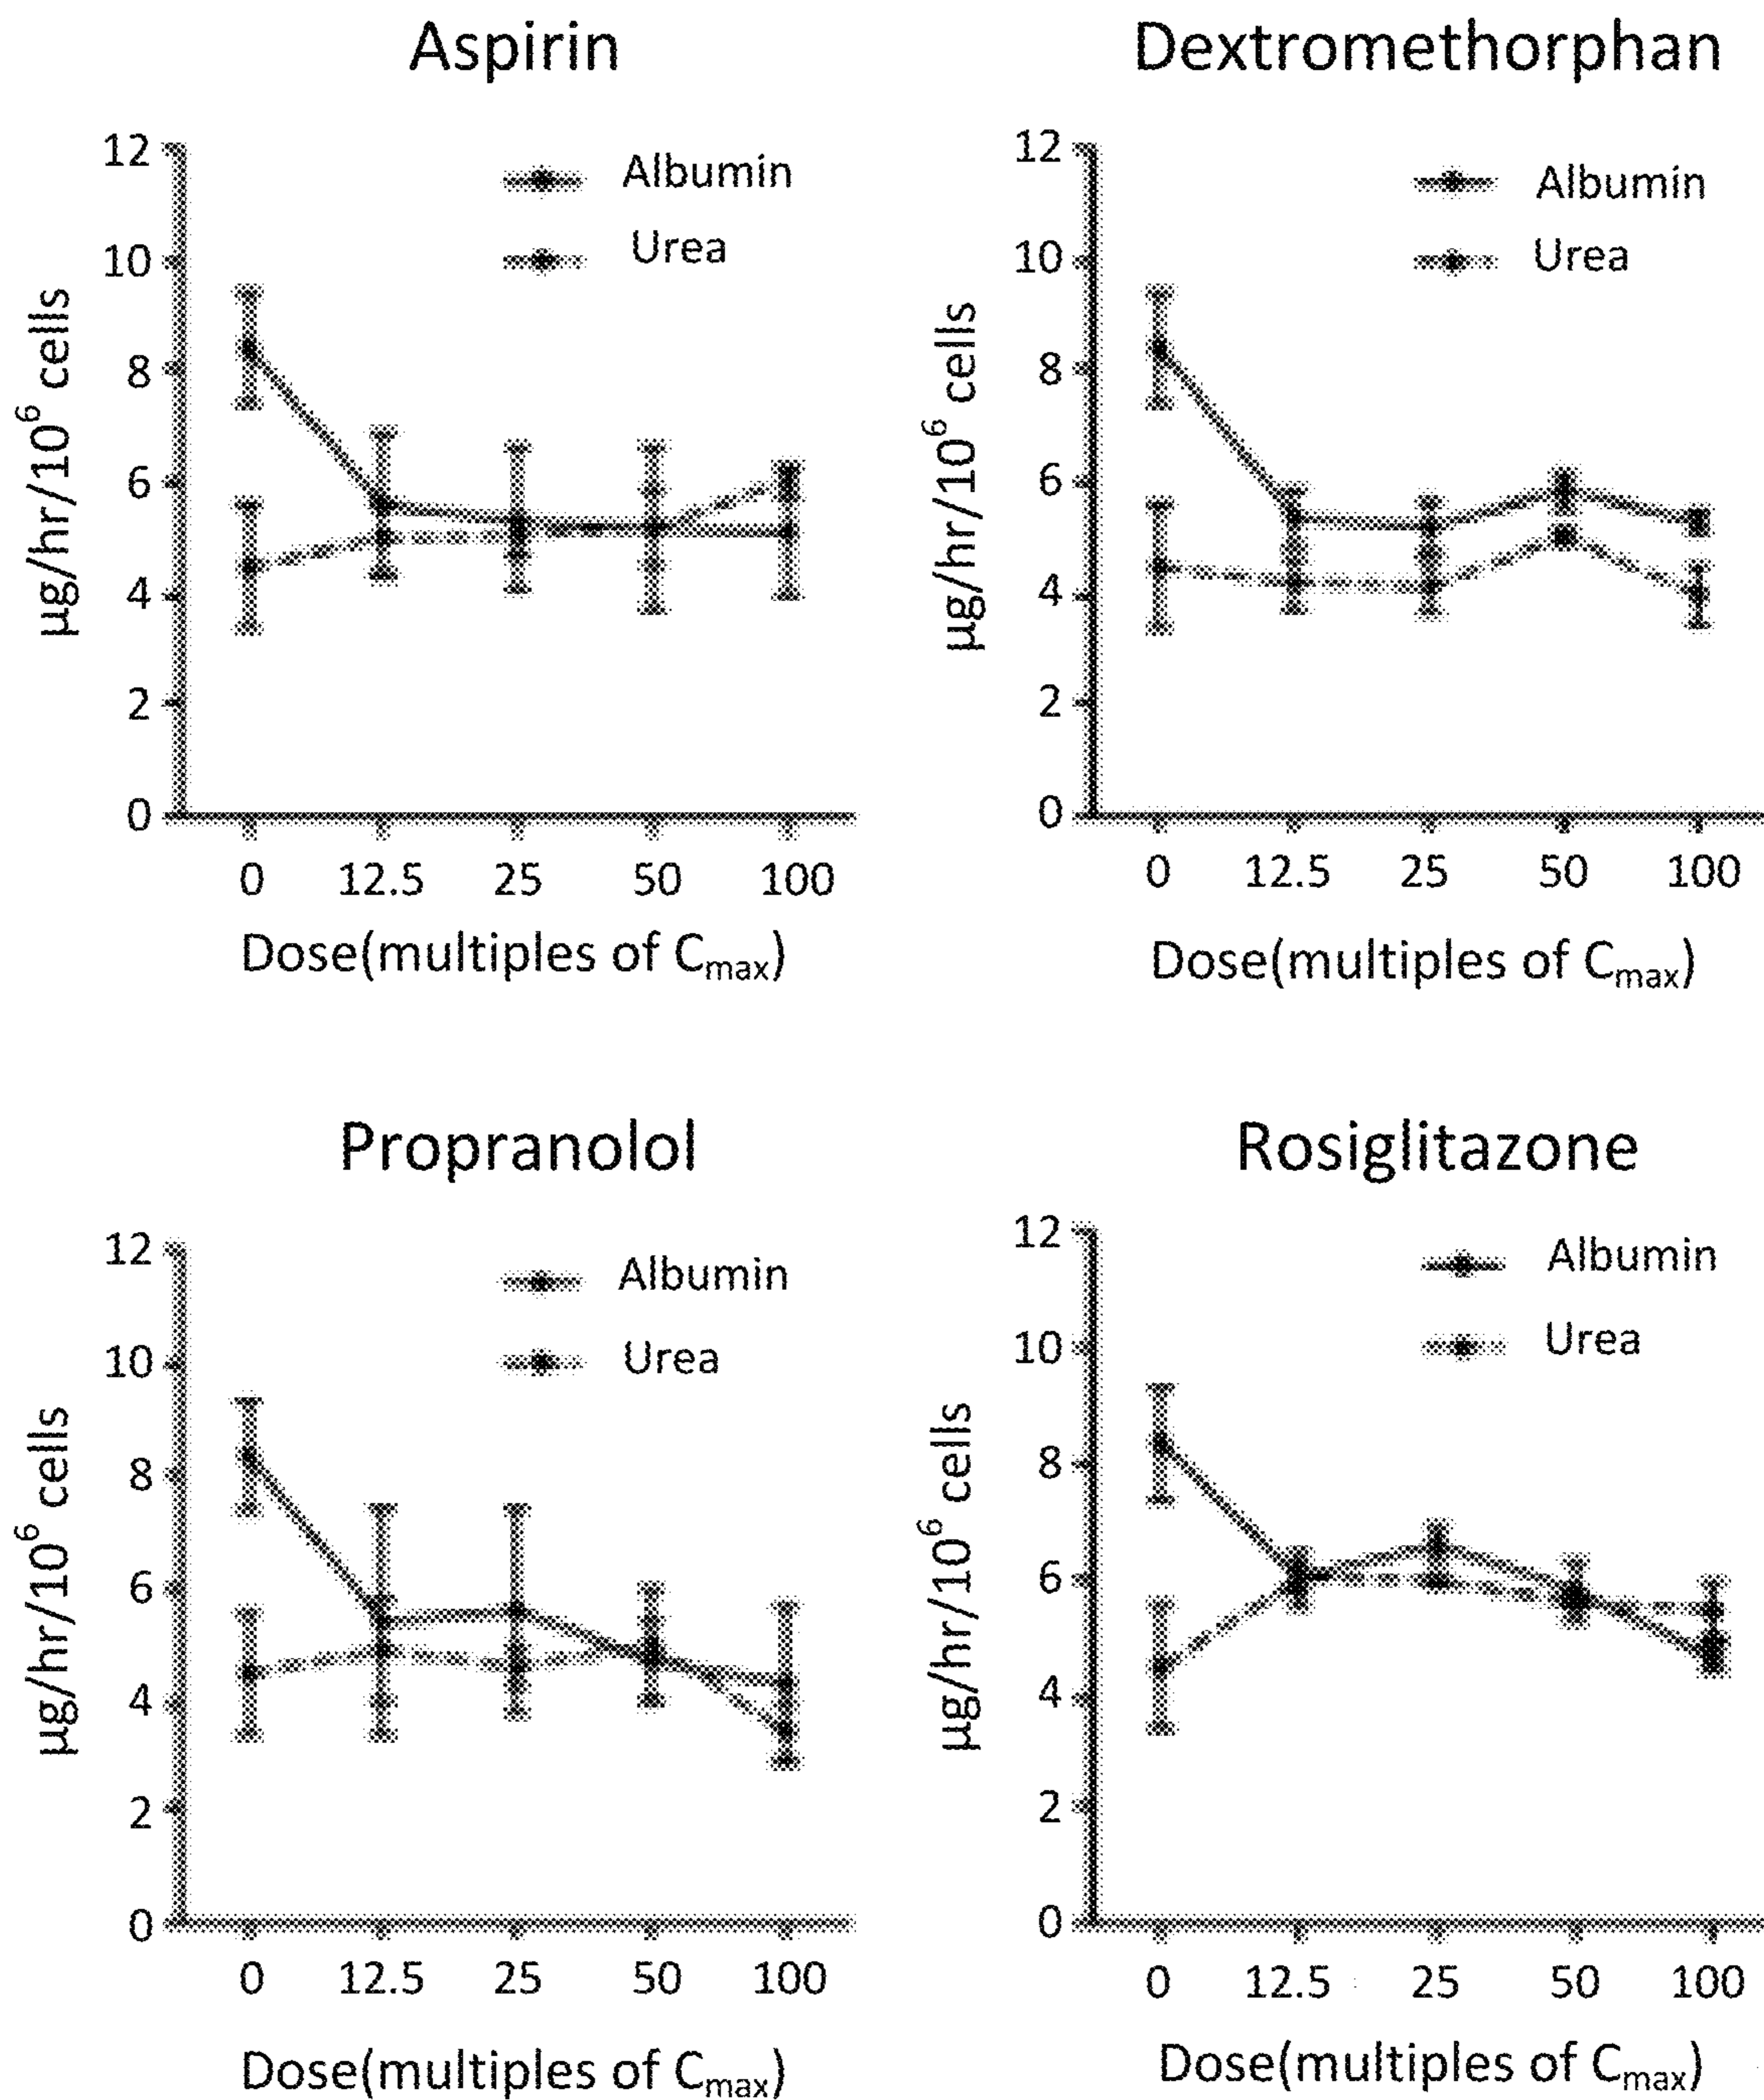 Aspirin
12
10
8
6
4
2
0
μg/hr/10⁶ cells
Albumin
Urea
0 12.5 25 50 100
Dose(multiples of Cmax)
Dextromethorphan
12
10
8
6
4
2
0
μg/hr/10⁶ cells
Albumin
Urea
0 12.5 25 50 100
Dose(multiples of Cmax)
Propranolol
12
10
8
6
4
2
0
μg/hr/10⁶ cells
Albumin
Urea
0 12.5 25 50 100
Dose(multiples of Cmax)
Rosiglitazone
12
10
8
6
4
2
0
μg/hr/10⁶ cells
Albumin
Urea
0 12.5 25 50 100
Dose(multiples of Cmax)